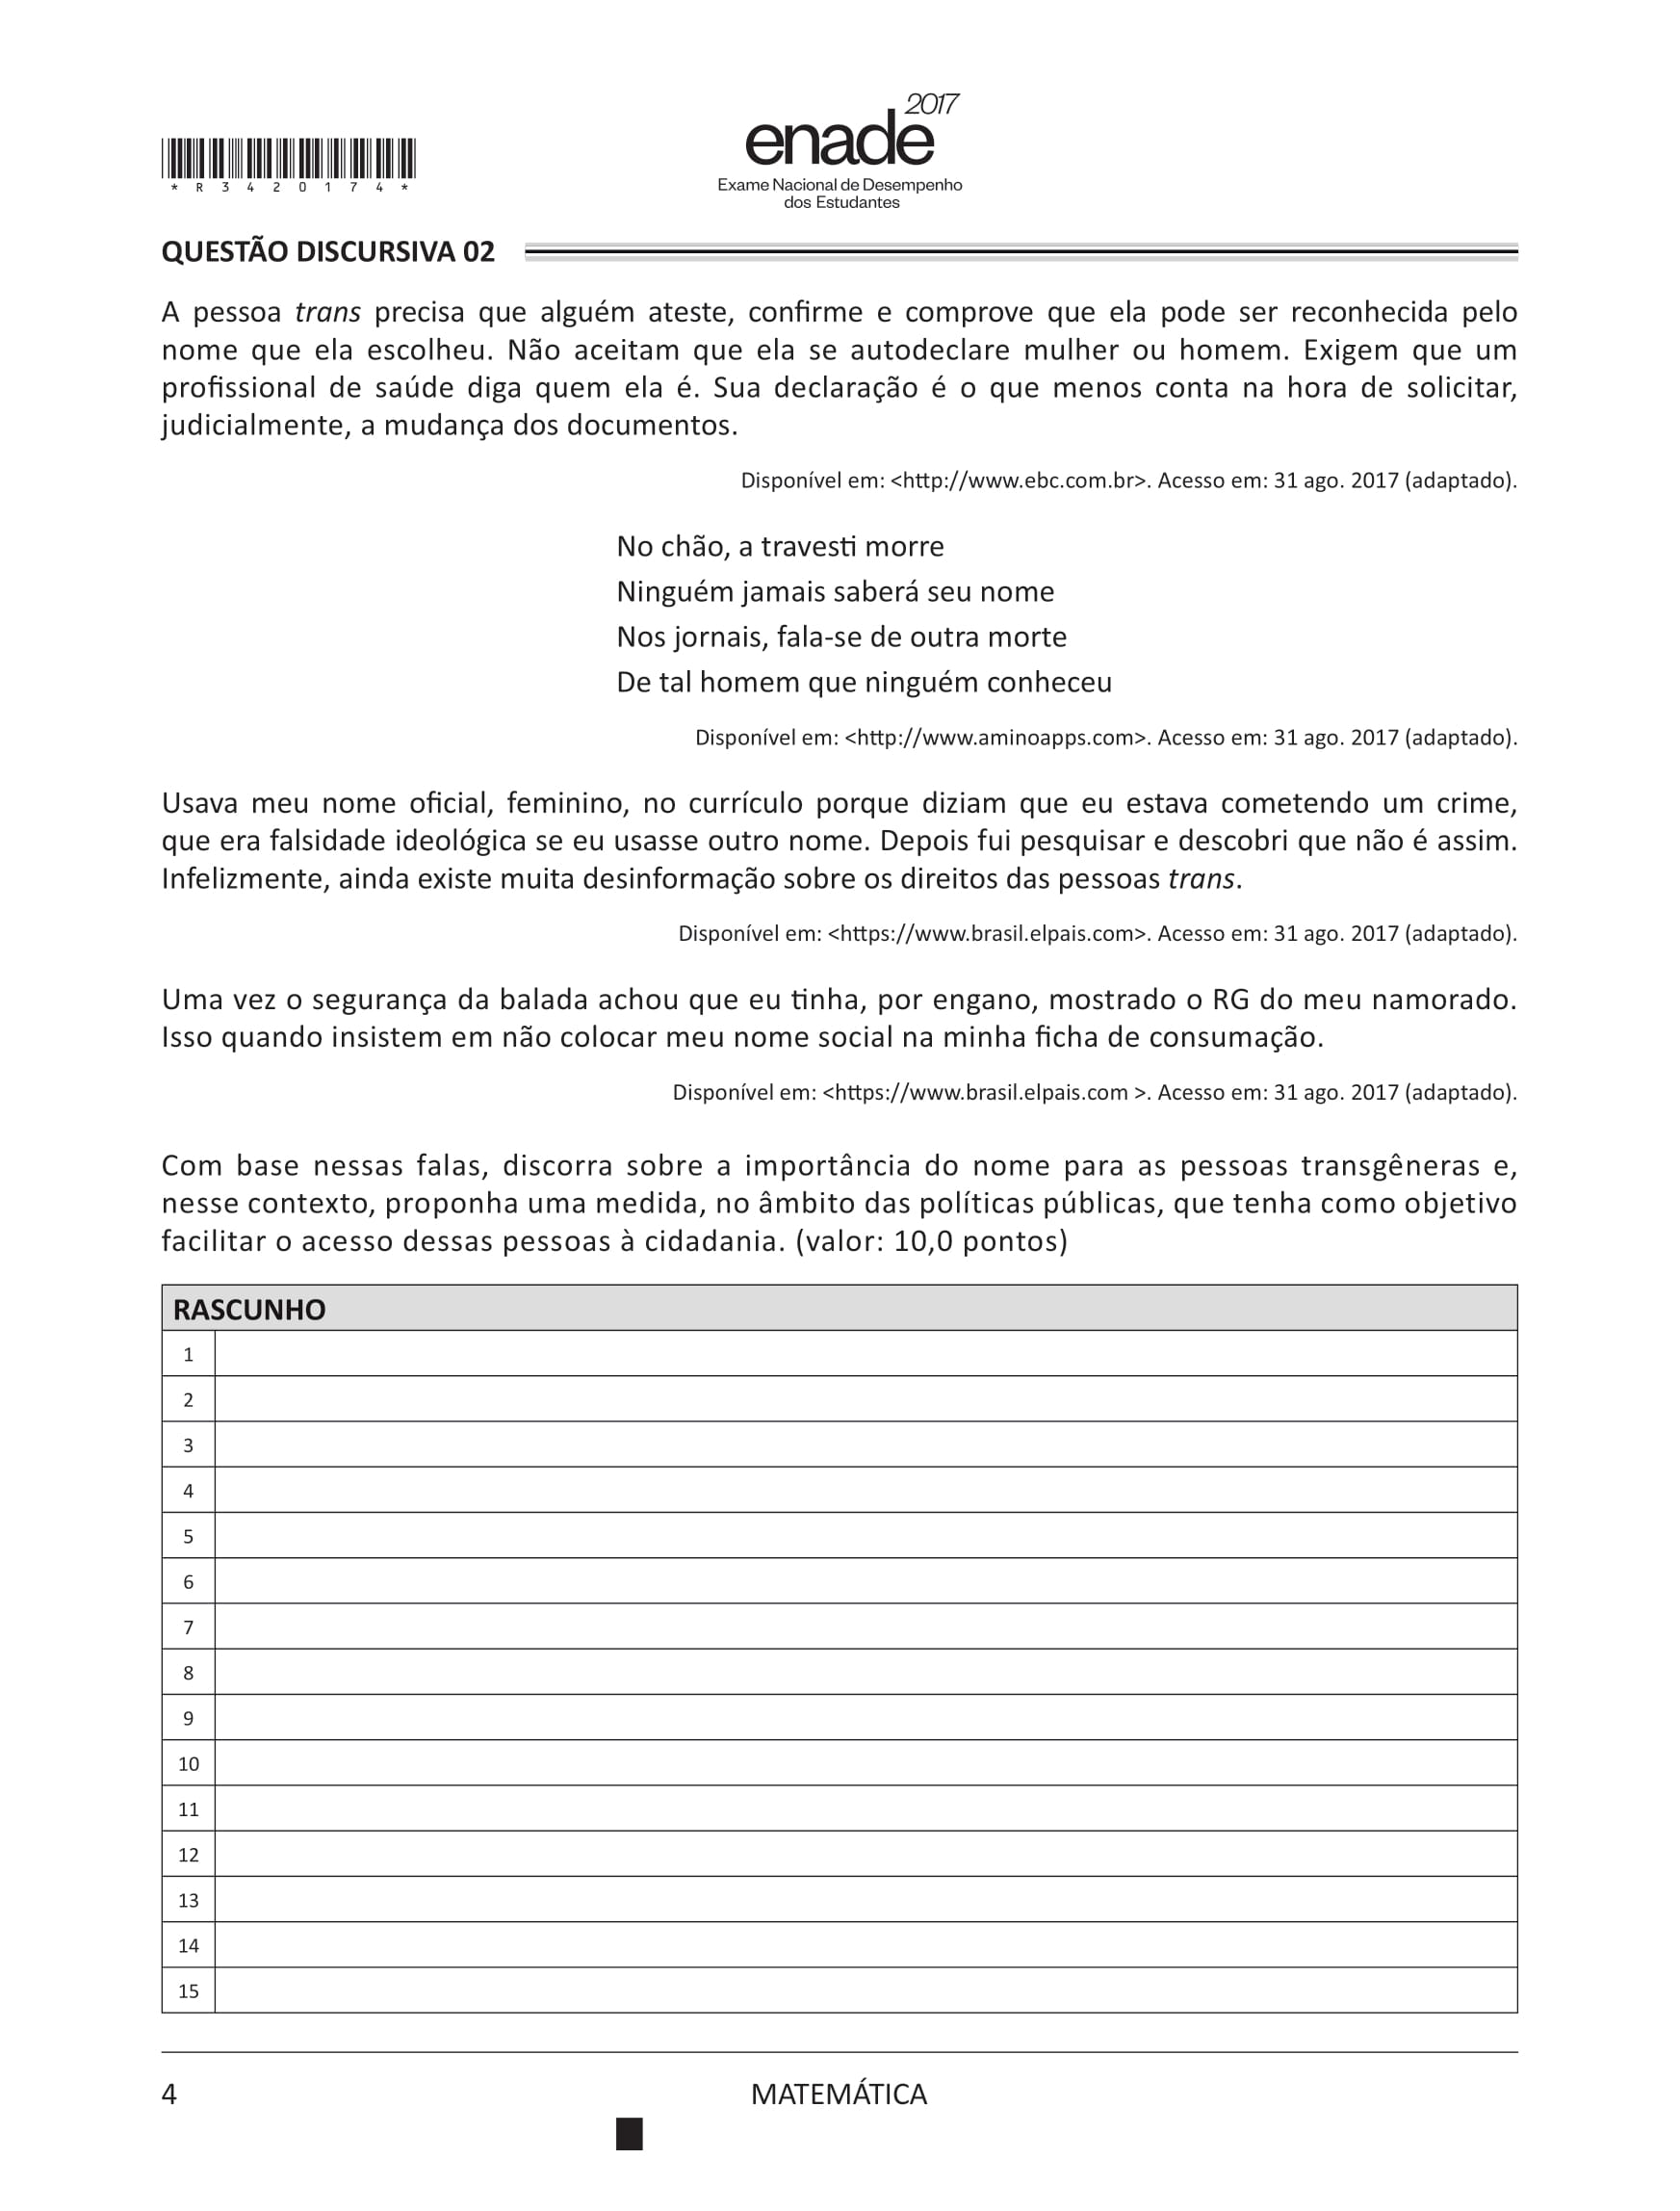 2017
enade
Exame Nacional de Desempenho
dos Estudantes
* R 3 4 2 0 1 7 4 *
QUESTÃO DISCURSIVA 02
A pessoa trans precisa que alguém ateste, confirme e comprove que ela pode ser reconhecida pelo
nome que ela escolheu. Não aceitam que ela se autodeclare mulher ou homem. Exigem que um
profissional de saúde diga quem ela é. Sua declaração é o que menos conta na hora de solicitar,
judicialmente, a mudança dos documentos.
Disponível em: <http://www.ebc.com.br>. Acesso em: 31 ago. 2017 (adaptado).
No chão, a travesti morre
Ninguém jamais saberá seu nome
Nos jornais, fala-se de outra morte
De tal homem que ninguém conheceu
Disponível em: <http://www.aminoapps.com>. Acesso em: 31 ago. 2017 (adaptado).
Usava meu nome oficial, feminino, no currículo porque diziam que eu estava cometendo um crime,
que era falsidade ideológica se eu usasse outro nome. Depois fui pesquisar e descobri que não é assim.
Infelizmente, ainda existe muita desinformação sobre os direitos das pessoas trans.
Disponível em: <https://www.brasil.elpais.com>. Acesso em: 31 ago. 2017 (adaptado).
Uma vez o segurança da balada achou que eu tinha, por engano, mostrado o RG do meu namorado.
Isso quando insistem em não colocar meu nome social na minha ficha de consumação.
Disponível em: <https://www.brasil.elpais.com >. Acesso em: 31 ago. 2017 (adaptado).
Com base nessas falas, discorra sobre a importância do nome para as pessoas transgêneras e,
nesse contexto, proponha uma medida, no âmbito das políticas públicas, que tenha como objetivo
facilitar o acesso dessas pessoas à cidadania. (valor: 10,0 pontos)
RASCUNHO
1
2
3
4
5
6
7
8
9
10
11
12
13
14
15
4
MATEMÁTICA